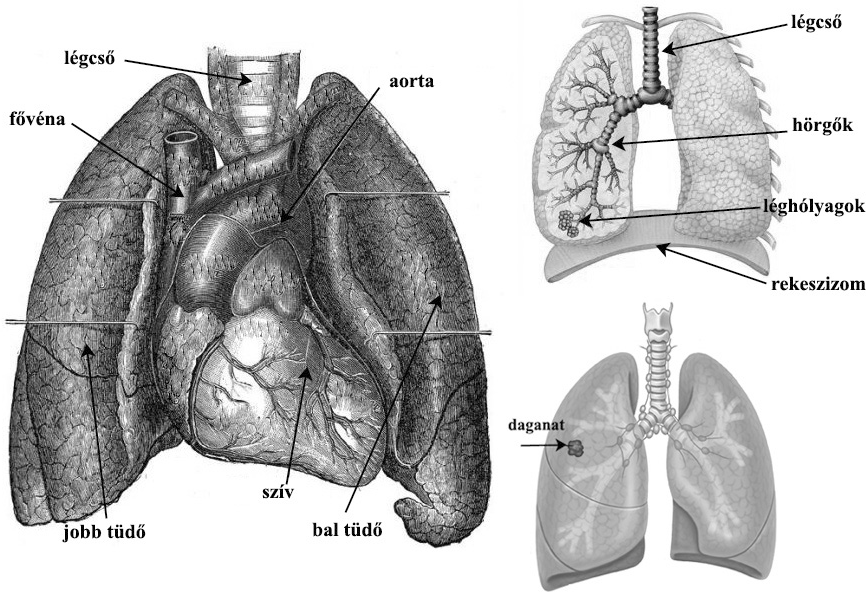 légcső
aorta
fővéna
szív
jobb tüdő
bal tüdő
légcső
hörgők
léghólyagok
rekeszizom
daganat